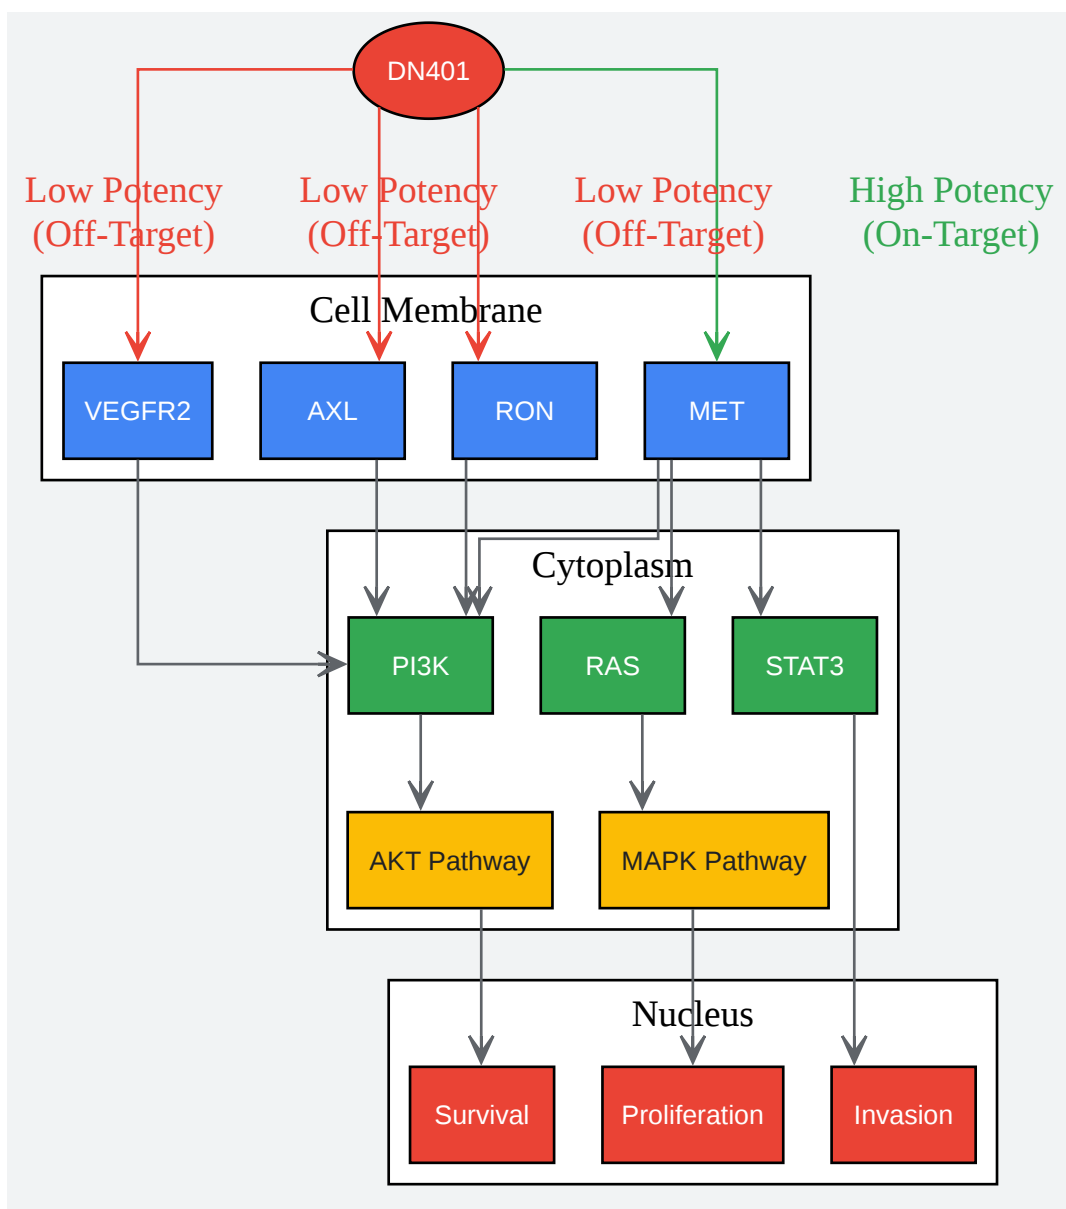 DN401
Low Potency
(Off-Target)
Low Potency
(Off-Target)
Low Potency
(Off-Target)
High Potency
(On-Target)
Cell Membrane
VEGFR2
AXL
RON
MET
Cytoplasm
PI3K
RAS
STAT3
AKT Pathway
MAPK Pathway
Nucleus
Survival
Proliferation
Invasion